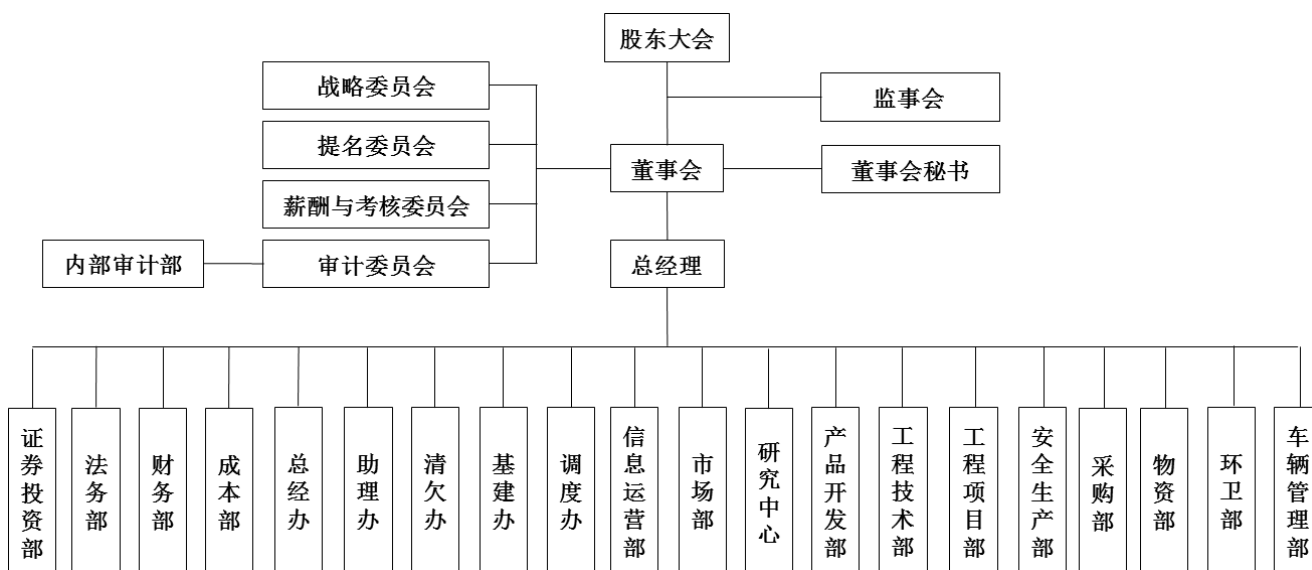 股东大会
战略委员会
监事会
提名委员会
董事会
董事会秘书
薪酬与考核委员会
内部审计部
审计委员会
总经理
证券投资部
法务部
财务部
成本部
总经办
助理办
清欠办
基建办
调度办
信息运营部
市场部
研究中心
产品开发部
工程技术部
工程项目部
安全生产部
采购部
物资部
环卫部
车辆管理部